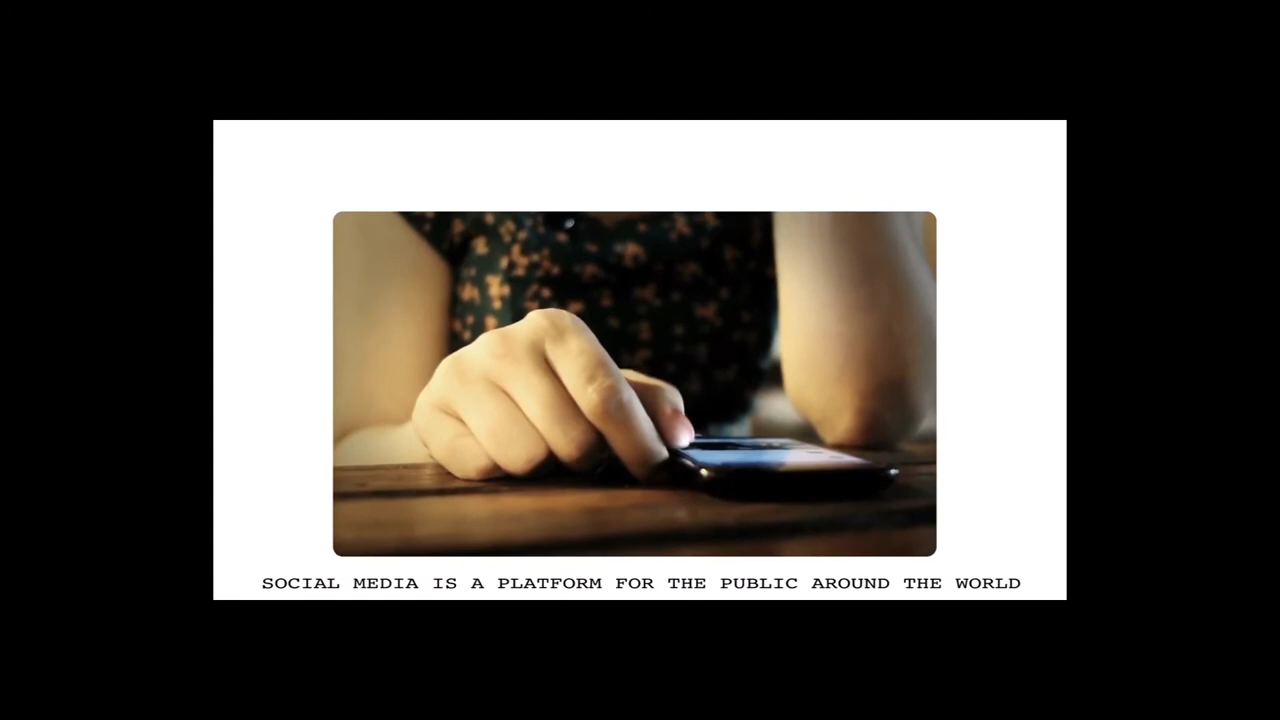 SOCIAL MEDIA IS A PLATFORM FOR THE PUBLIC AROUND THE WORLD